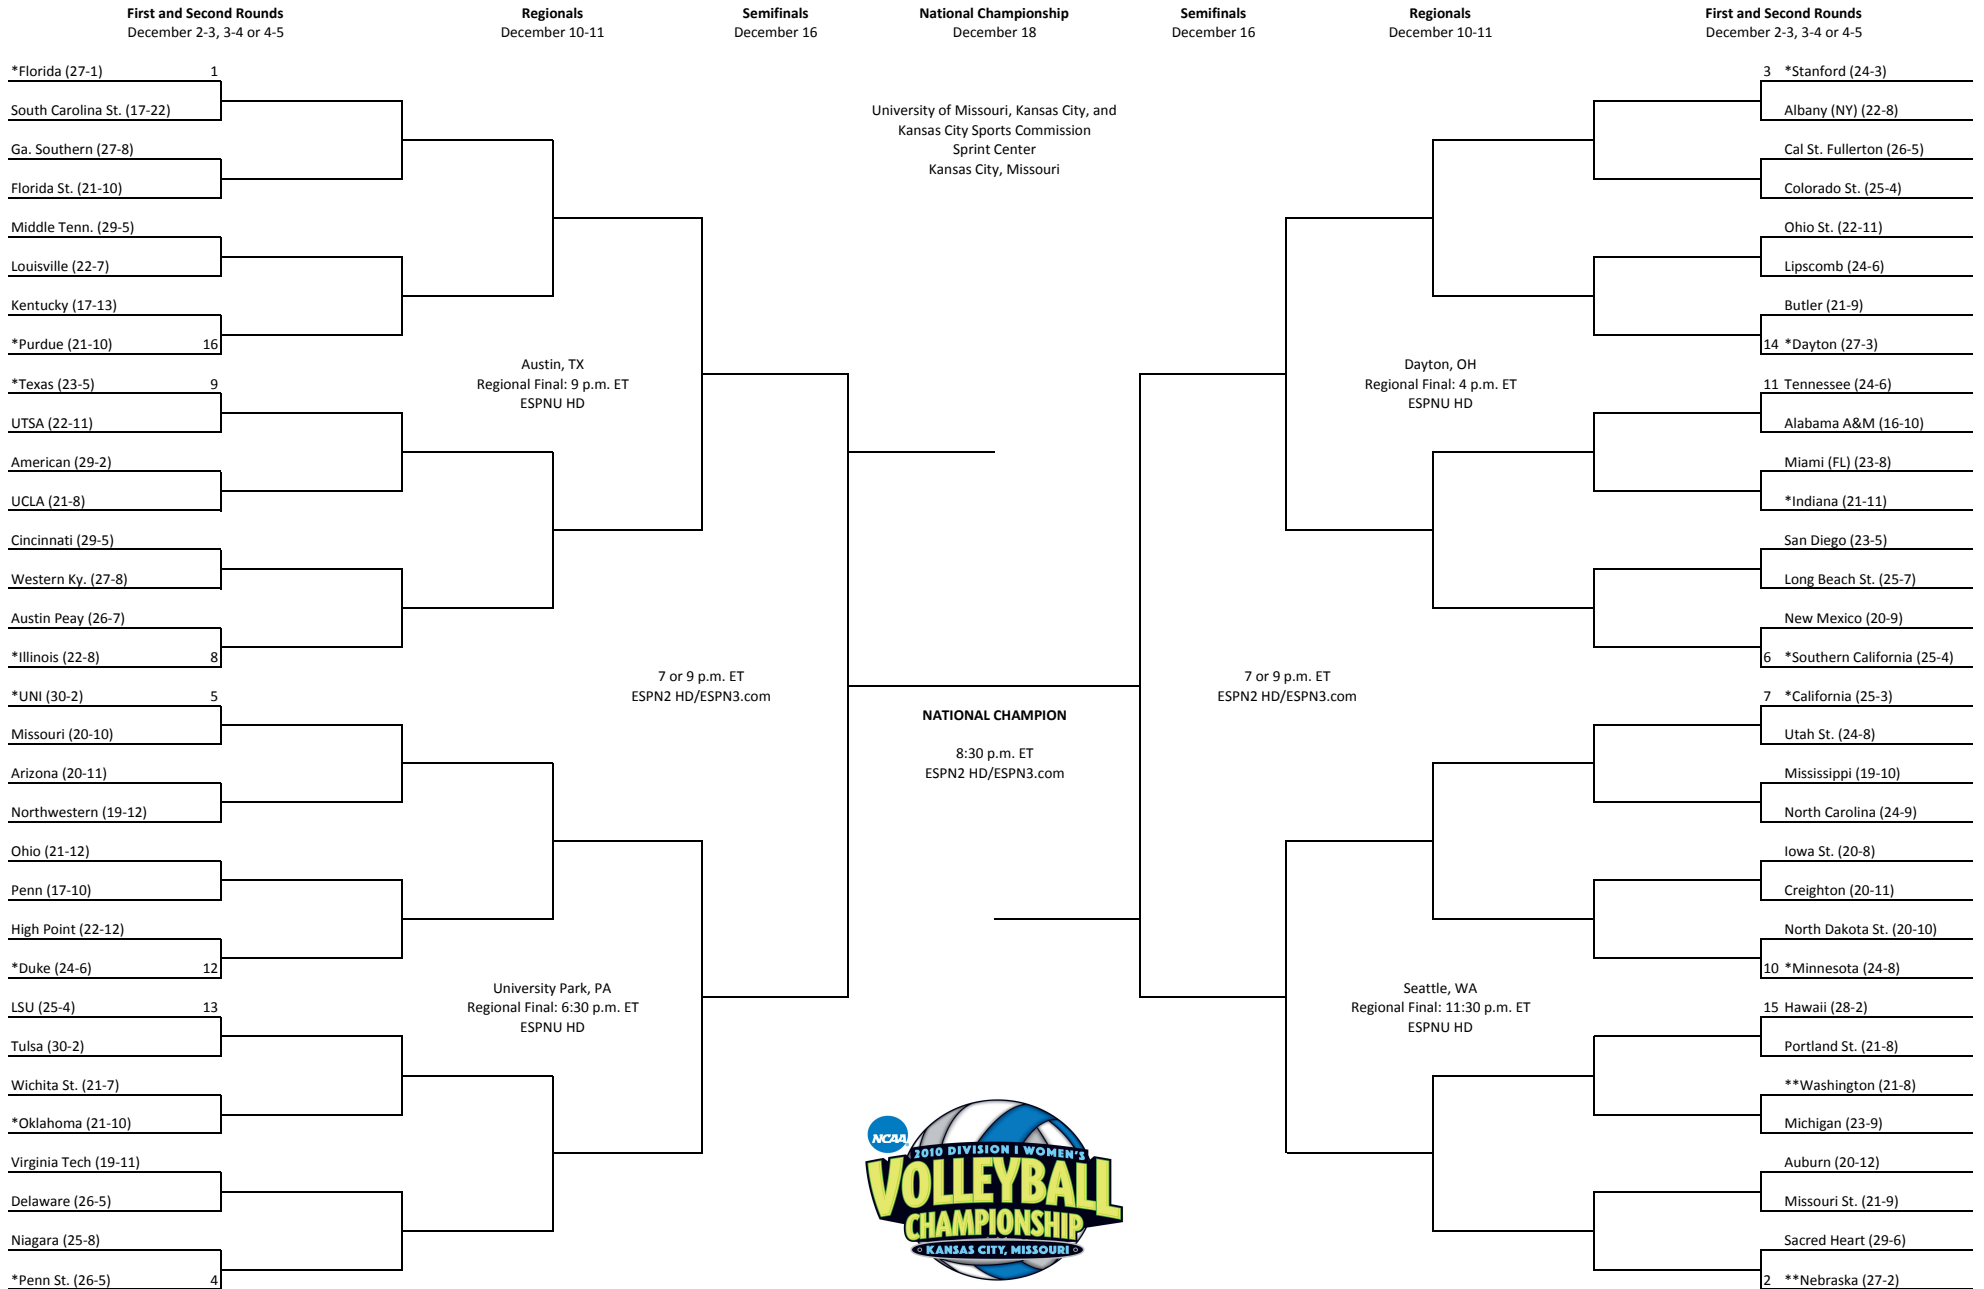 First and Second Rounds
December 2-3, 3-4 or 4-5
Regionals
December 10-11
Semifinals
December 16
National Championship
December 18
Semifinals
December 16
Regionals
December 10-11
First and Second Rounds
December 2-3, 3-4 or 4-5
*Florida (27-1) 1
South Carolina St. (17-22)
Ga. Southern (27-8)
Florida St. (21-10)
Middle Tenn. (29-5)
Louisville (22-7)
Kentucky (17-13)
*Purdue (21-10) 16
*Texas (23-5) 9
UTSA (22-11)
American (29-2)
UCLA (21-8)
Cincinnati (29-5)
Western Ky. (27-8)
Austin Peay (26-7)
*Illinois (22-8) 8
*UNI (30-2) 5
Missouri (20-10)
Arizona (20-11)
Northwestern (19-12)
Ohio (21-12)
Penn (17-10)
High Point (22-12)
*Duke (24-6) 12
LSU (25-4) 13
Tulsa (30-2)
Wichita St. (21-7)
*Oklahoma (21-10)
Virginia Tech (19-11)
Delaware (26-5)
Niagara (25-8)
*Penn St. (26-5) 4
Austin, TX
Regional Final: 9 p.m. ET
ESPNU HD
University Park, PA
Regional Final: 6:30 p.m. ET
ESPNU HD
7 or 9 p.m. ET
ESPN2 HD/ESPN3.com
University of Missouri, Kansas City, and
Kansas City Sports Commission
Sprint Center
Kansas City, Missouri
NATIONAL CHAMPION
8:30 p.m. ET
ESPN2 HD/ESPN3.com
NCAA
2010 DIVISION I WOMEN'S
VOLLEYBALL
CHAMPIONSHIP
KANSAS CITY, MISSOURI
7 or 9 p.m. ET
ESPN2 HD/ESPN3.com
Dayton, OH
Regional Final: 4 p.m. ET
ESPNU HD
Seattle, WA
Regional Final: 11:30 p.m. ET
ESPNU HD
3 *Stanford (24-3)
Albany (NY) (22-8)
Cal St. Fullerton (26-5)
Colorado St. (25-4)
Ohio St. (22-11)
Lipscomb (24-6)
Butler (21-9)
14 *Dayton (27-3)
11 Tennessee (24-6)
Alabama A&M (16-10)
Miami (FL) (23-8)
*Indiana (21-11)
San Diego (23-5)
Long Beach St. (25-7)
New Mexico (20-9)
6 *Southern California (25-4)
7 *California (25-3)
Utah St. (24-8)
Mississippi (19-10)
North Carolina (24-9)
Iowa St. (20-8)
Creighton (20-11)
North Dakota St. (20-10)
10 *Minnesota (24-8)
15 Hawaii (28-2)
Portland St. (21-8)
**Washington (21-8)
Michigan (23-9)
Auburn (20-12)
Missouri St. (21-9)
Sacred Heart (29-6)
2 **Nebraska (27-2)